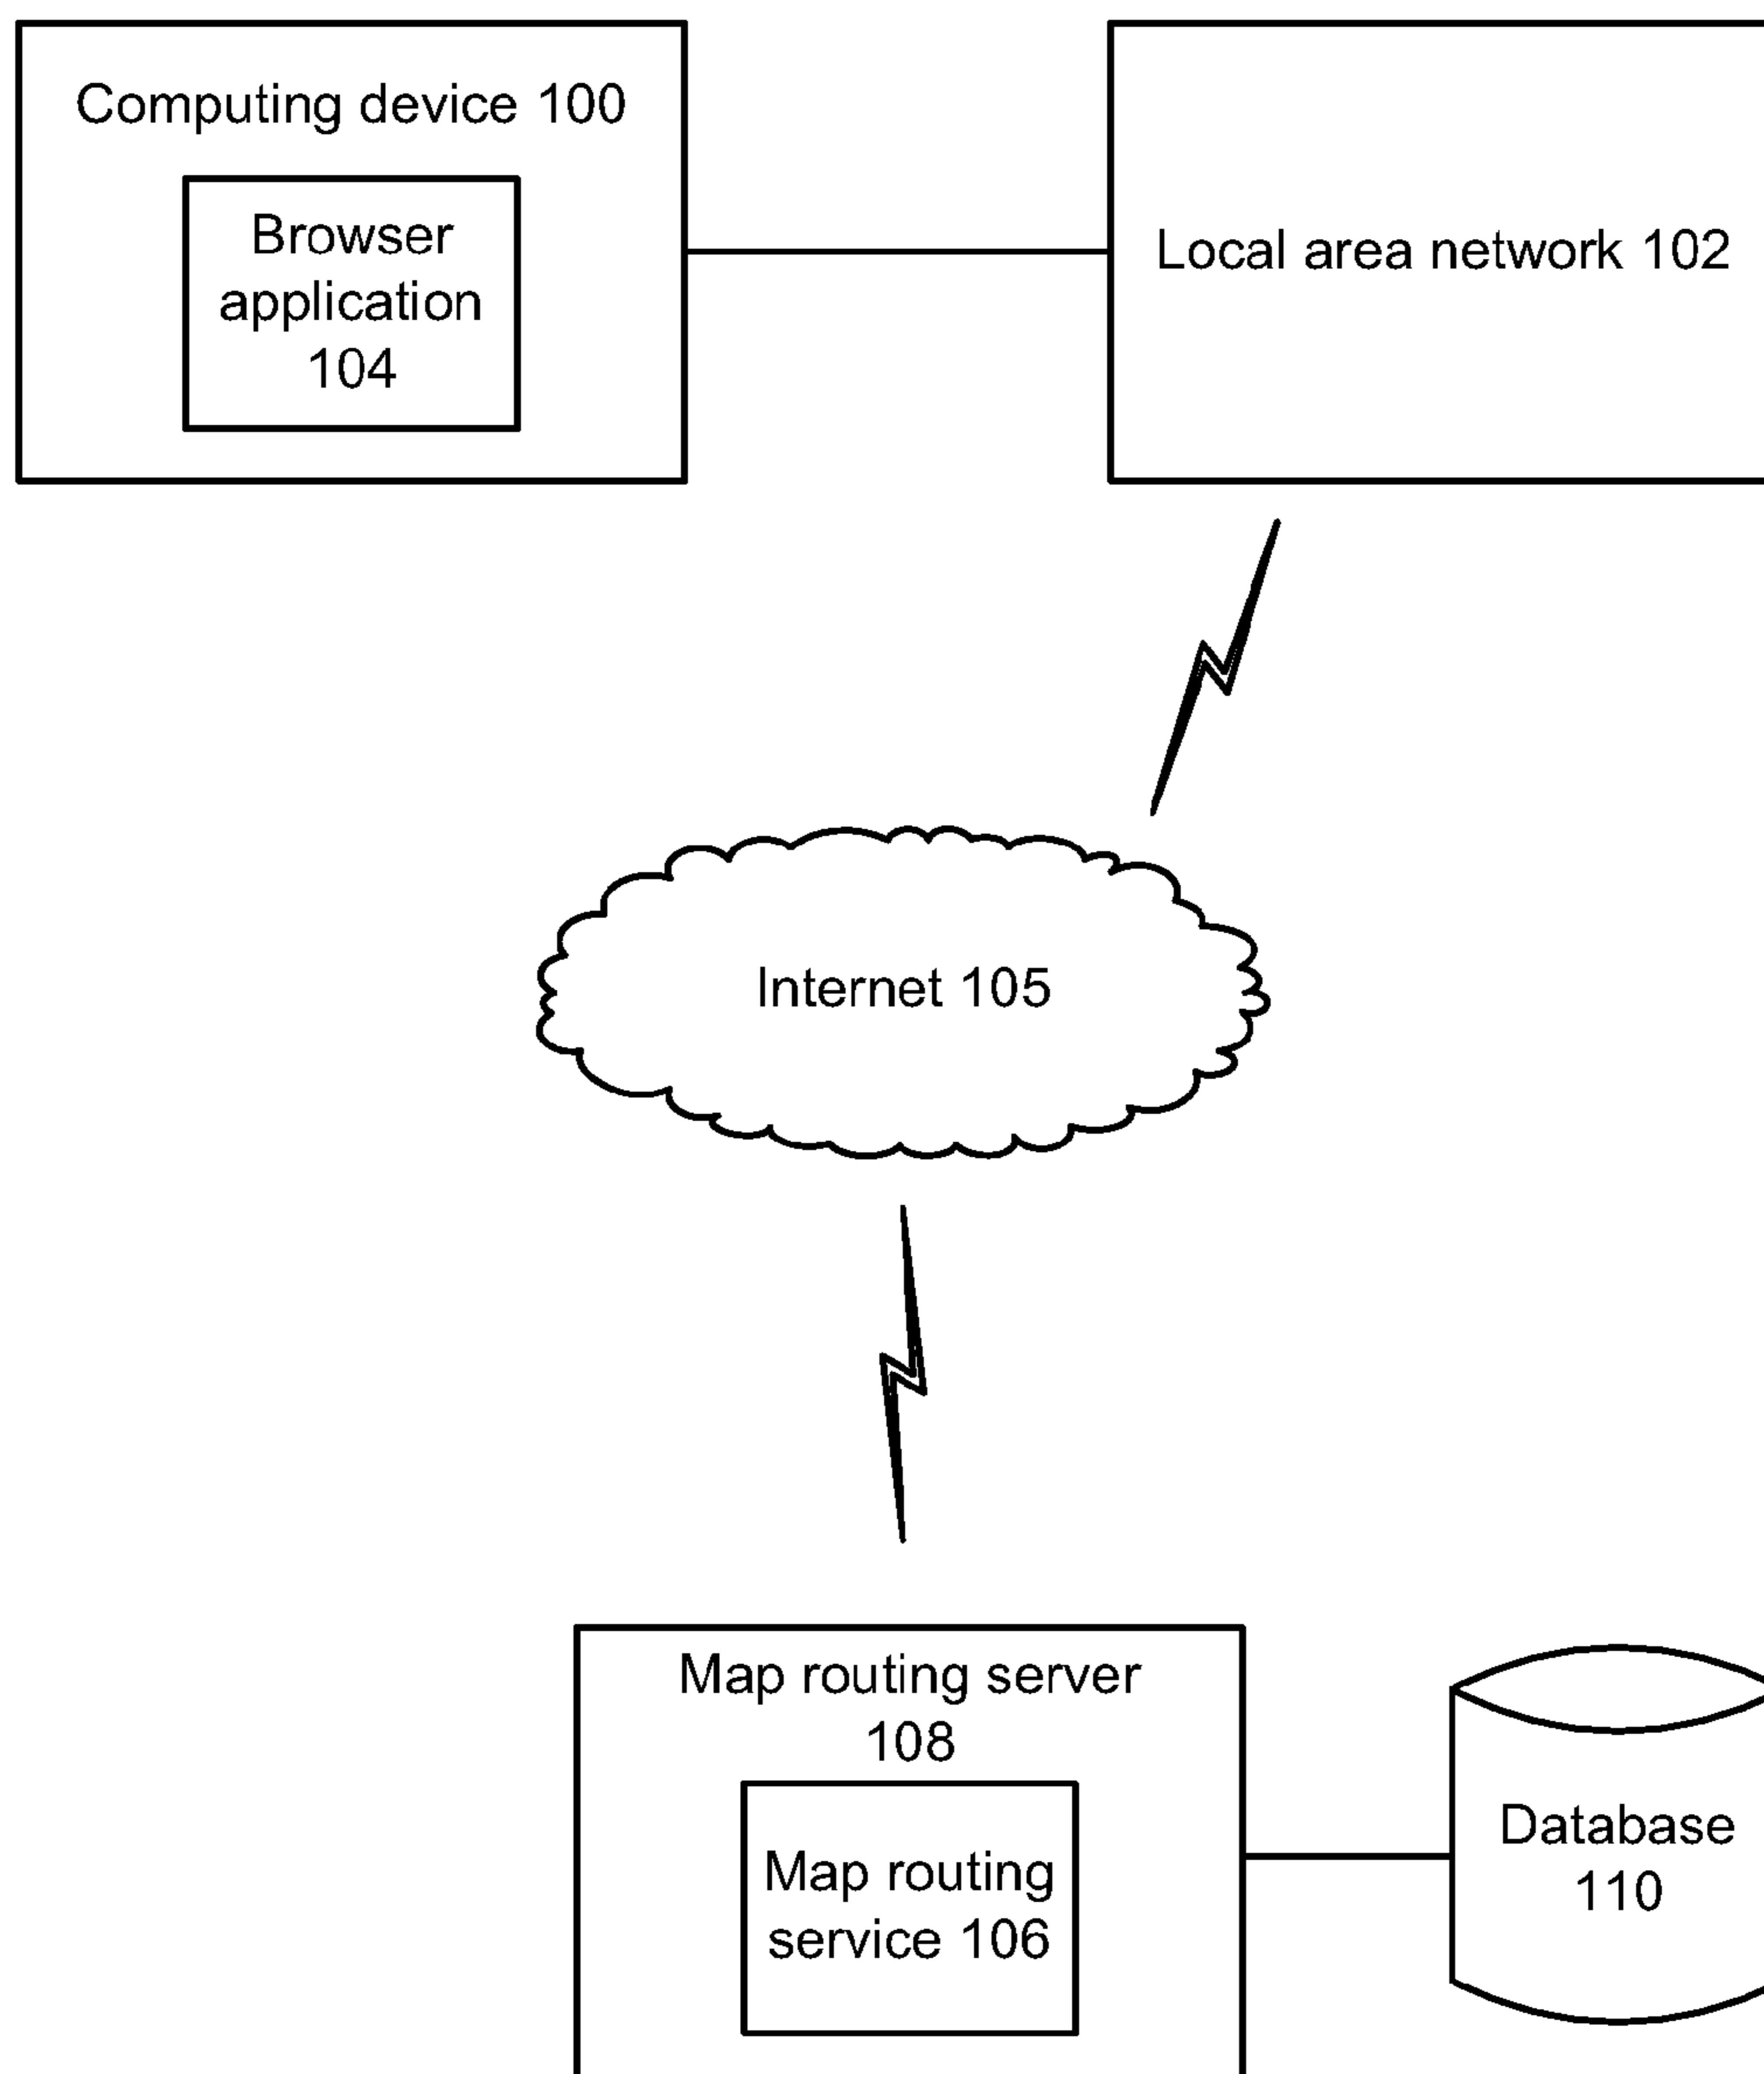 Computing device 100
Browser
application
104
Local area network 102
Internet 105
Map routing server
108
Map routing
service 106
Database
110